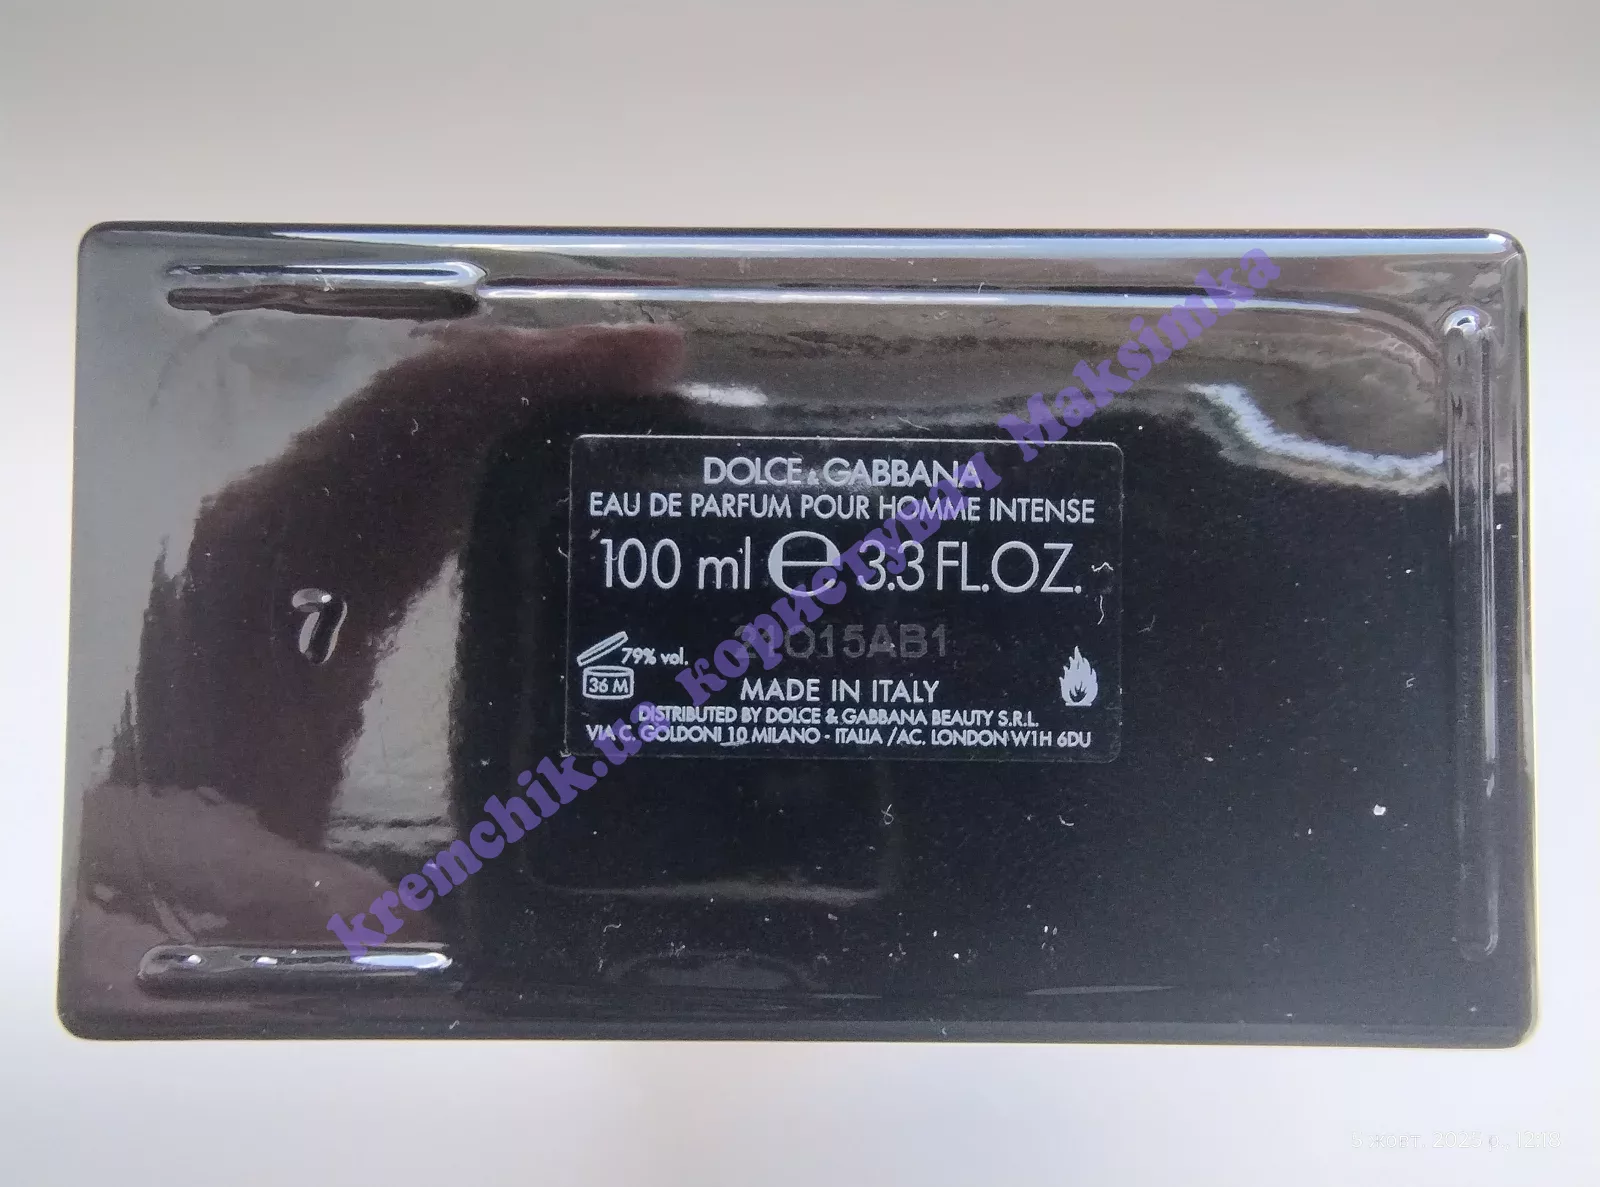 DOLCE & GABBANA
EAU DE PARFUM POUR HOMME INTENSE
100 ml ℮ 3.3 FL.OZ.
79% vol.
36 M
MADE IN ITALY
DISTRIBUTED BY DOLCE & GABBANA BEAUTY S.R.L.
VIA C. GOLDONI 10 MILANO - ITALIA /AC. LONDON W1H 6DU
7
kremchik.ua користувач Maksimka